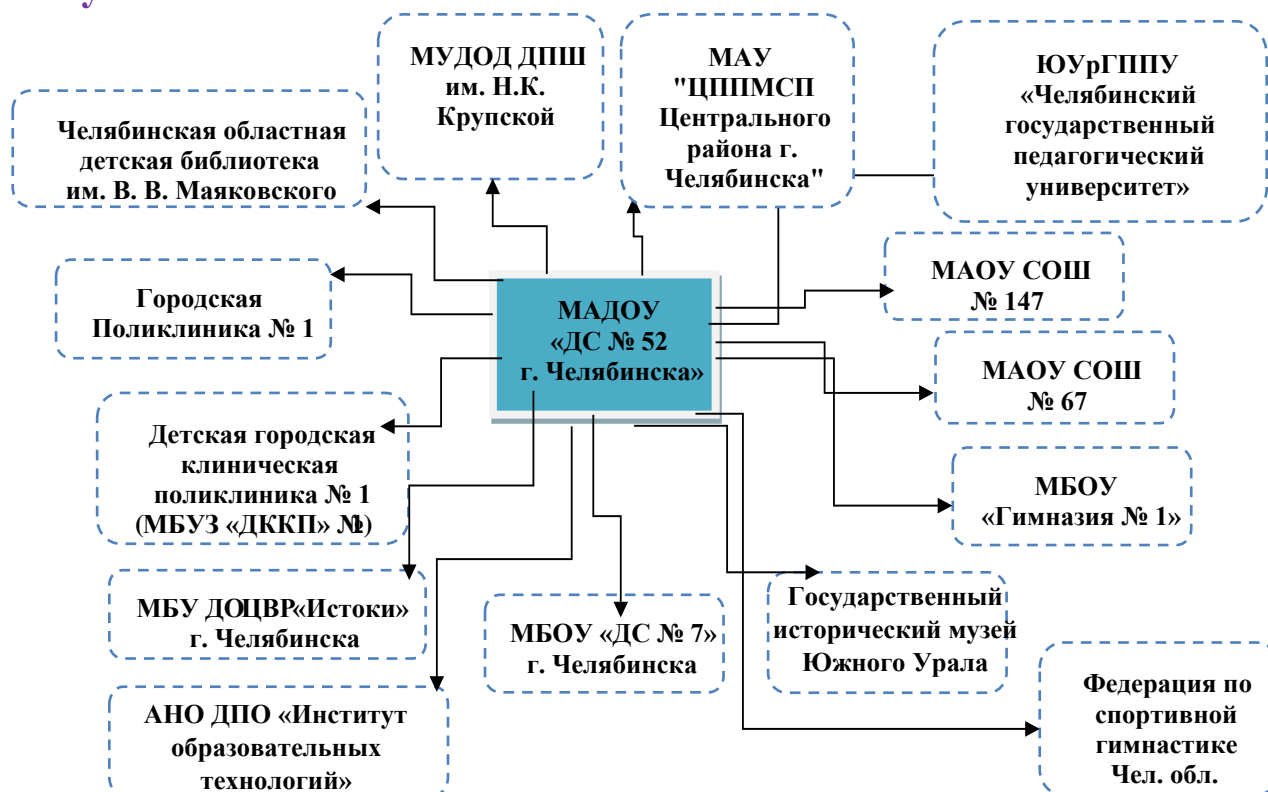 МУДОД ДПШ
им. Н.К.
Крупской
МАУ
"ЦППМСП
Центрального
района г.
Челябинска"
ЮУрГППУ
«Челябинский
государственный
педагогический
университет»
Челябинская областная
детская библиотека
им. В. В. Маяковского
Городская
Поликлиника № 1
МАДОУ
«ДС № 52
г. Челябинска»
МАОУ СОШ
№ 147
МАОУ СОШ
№ 67
Детская городская
клиническая
поликлиника № 1
(МБУЗ «ДККП» №1)
МБОУ
«Гимназия № 1»
МБУ ДОЦВР«Истоки»
г. Челябинска
МБОУ «ДС № 7»
г. Челябинска
Государственный
исторический музей
Южного Урала
Федерация по
спортивной
гимнастике
Чел. обл.
АНО ДПО «Институт
образовательных
технологий»